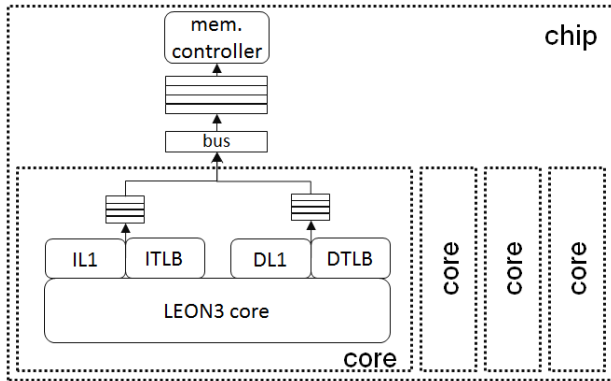 mem.
controller
chip
bus
IL1
ITLB
DL1
DTLB
LEON3 core
core
core
core
core